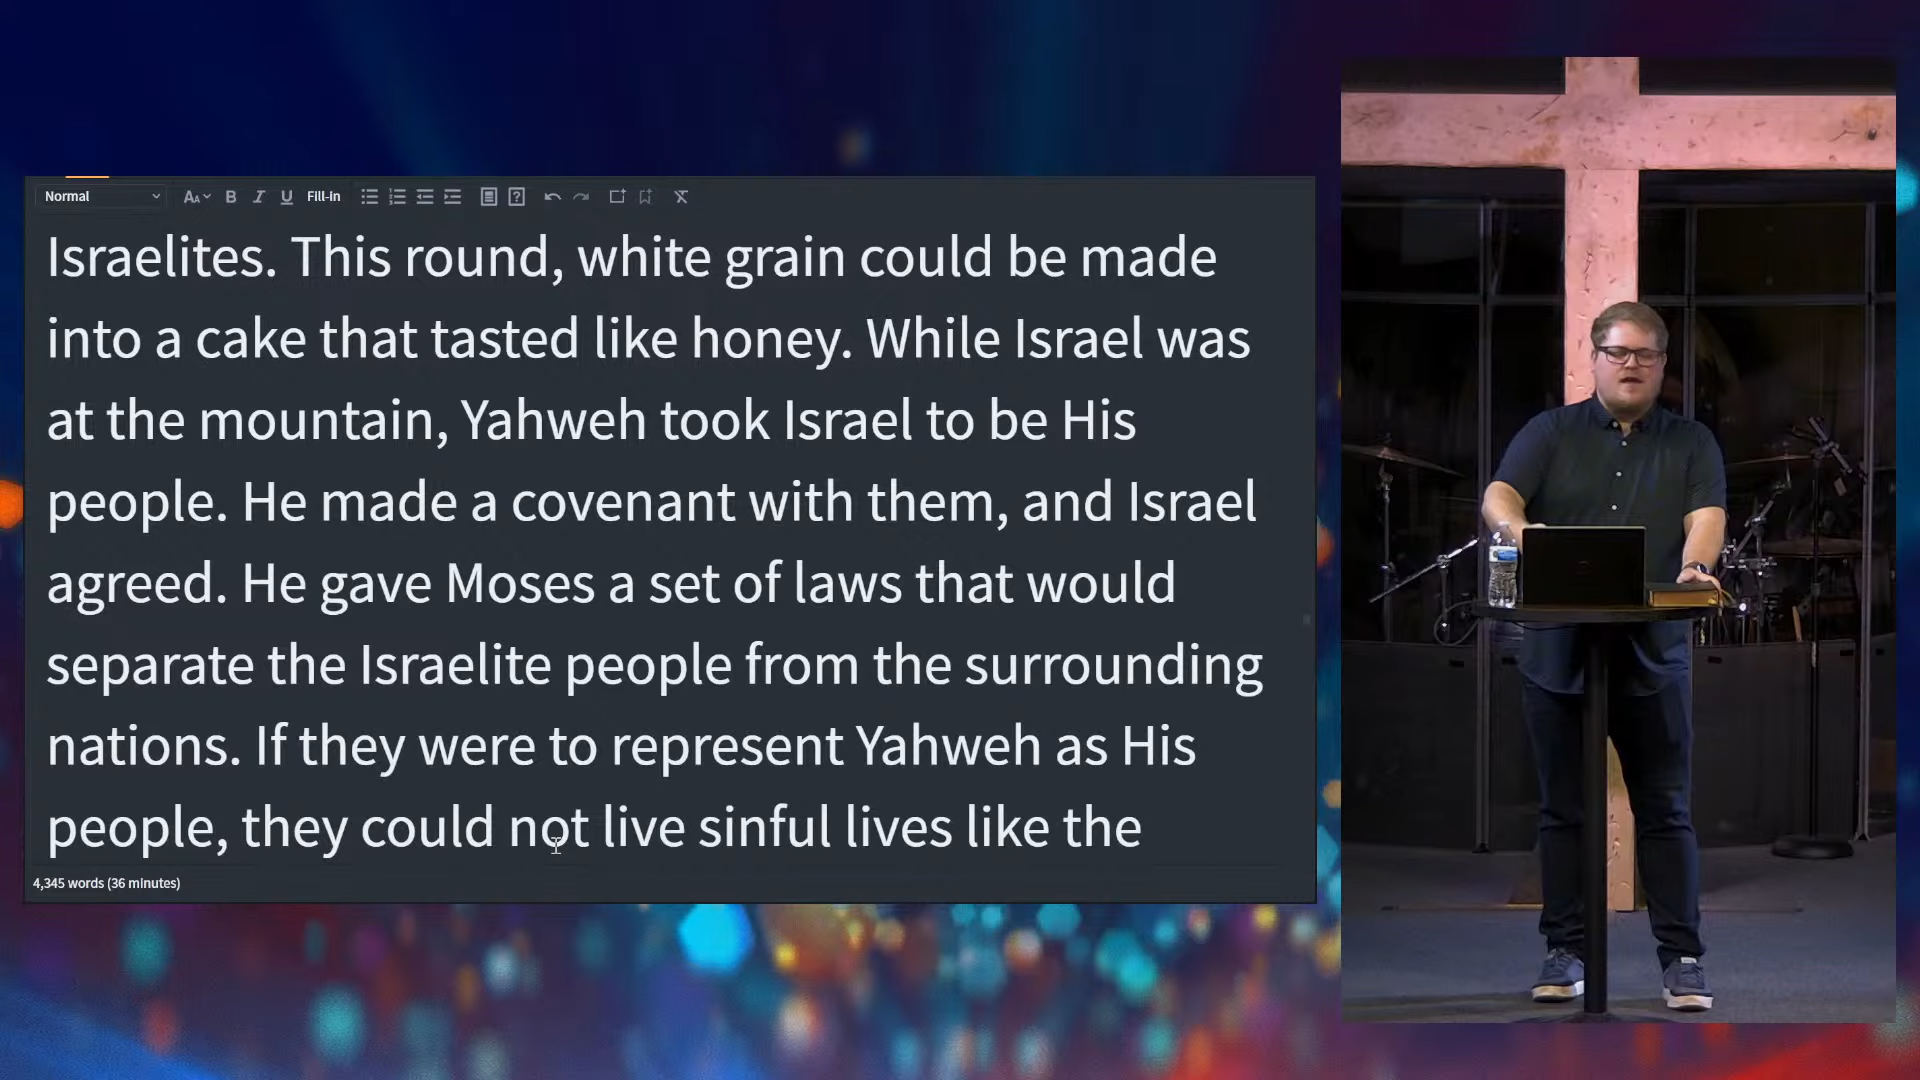 Normal
AA B I U Fill-in
Israelites. This round, white grain could be made
into a cake that tasted like honey. While Israel was
at the mountain, Yahweh took Israel to be His
people. He made a covenant with them, and Israel
agreed. He gave Moses a set of laws that would
separate the Israelite people from the surrounding
nations. If they were to represent Yahweh as His
people, they could not live sinful lives like the
4,345 words (36 minutes)